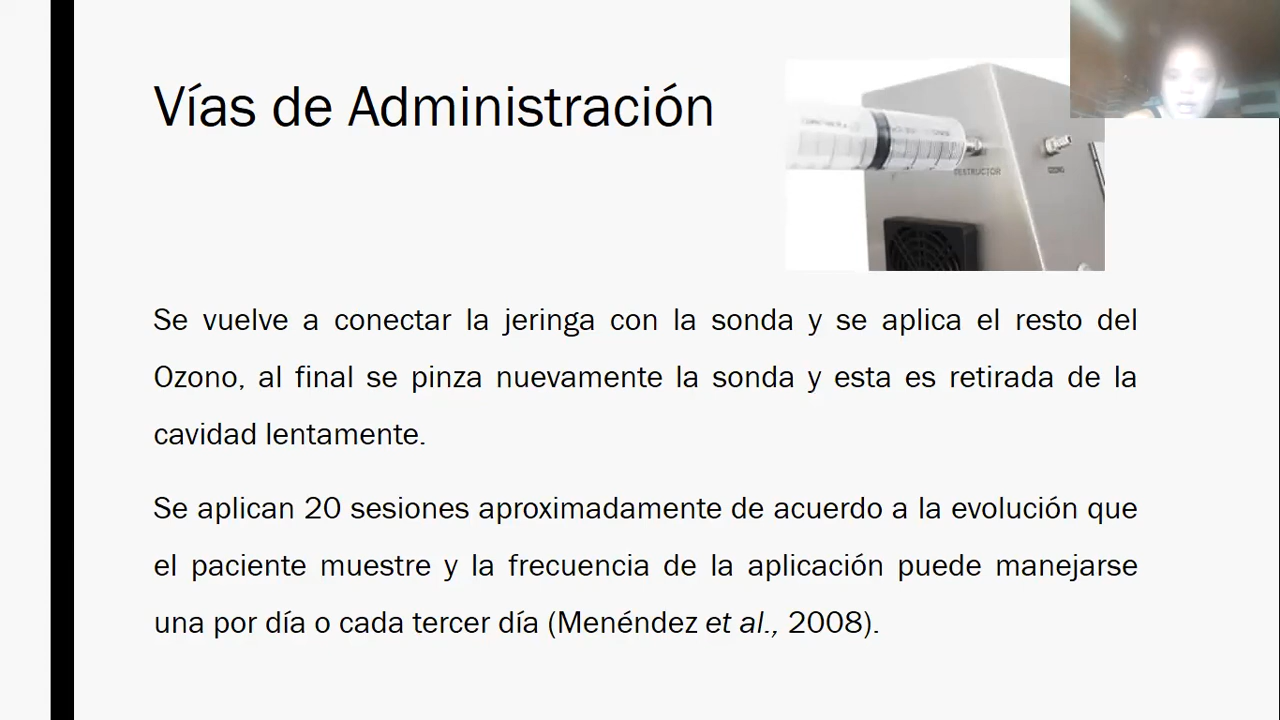 Vías de Administración
DESTRUCTOR
OZONO
Se vuelve a conectar la jeringa con la sonda y se aplica el resto del
Ozono, al final se pinza nuevamente la sonda y esta es retirada de la
cavidad lentamente.
Se aplican 20 sesiones aproximadamente de acuerdo a la evolución que
el paciente muestre y la frecuencia de la aplicación puede manejarse
una por día o cada tercer día (Menéndez et al., 2008).